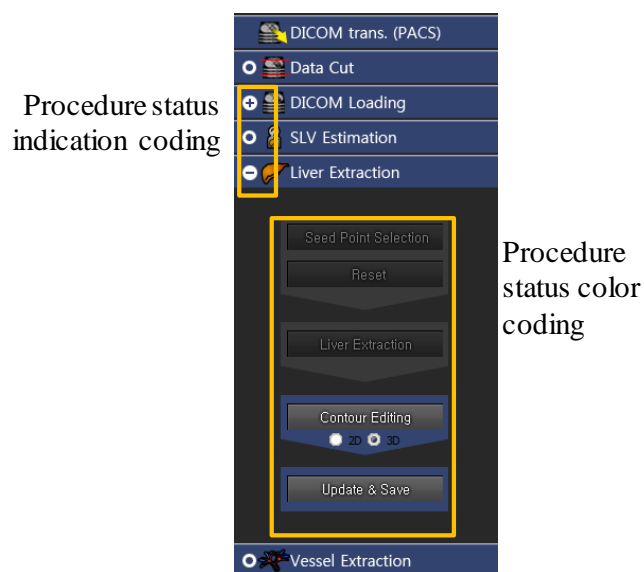 DICOM trans. (PACS)
Data Cut
DICOM Loading
SLV Estimation
Liver Extraction
Procedure status
indication coding
Seed Point Selection
Reset
Liver Extraction
Contour Editing
2D 3D
Update & Save
Procedure
status color
coding
Vessel Extraction